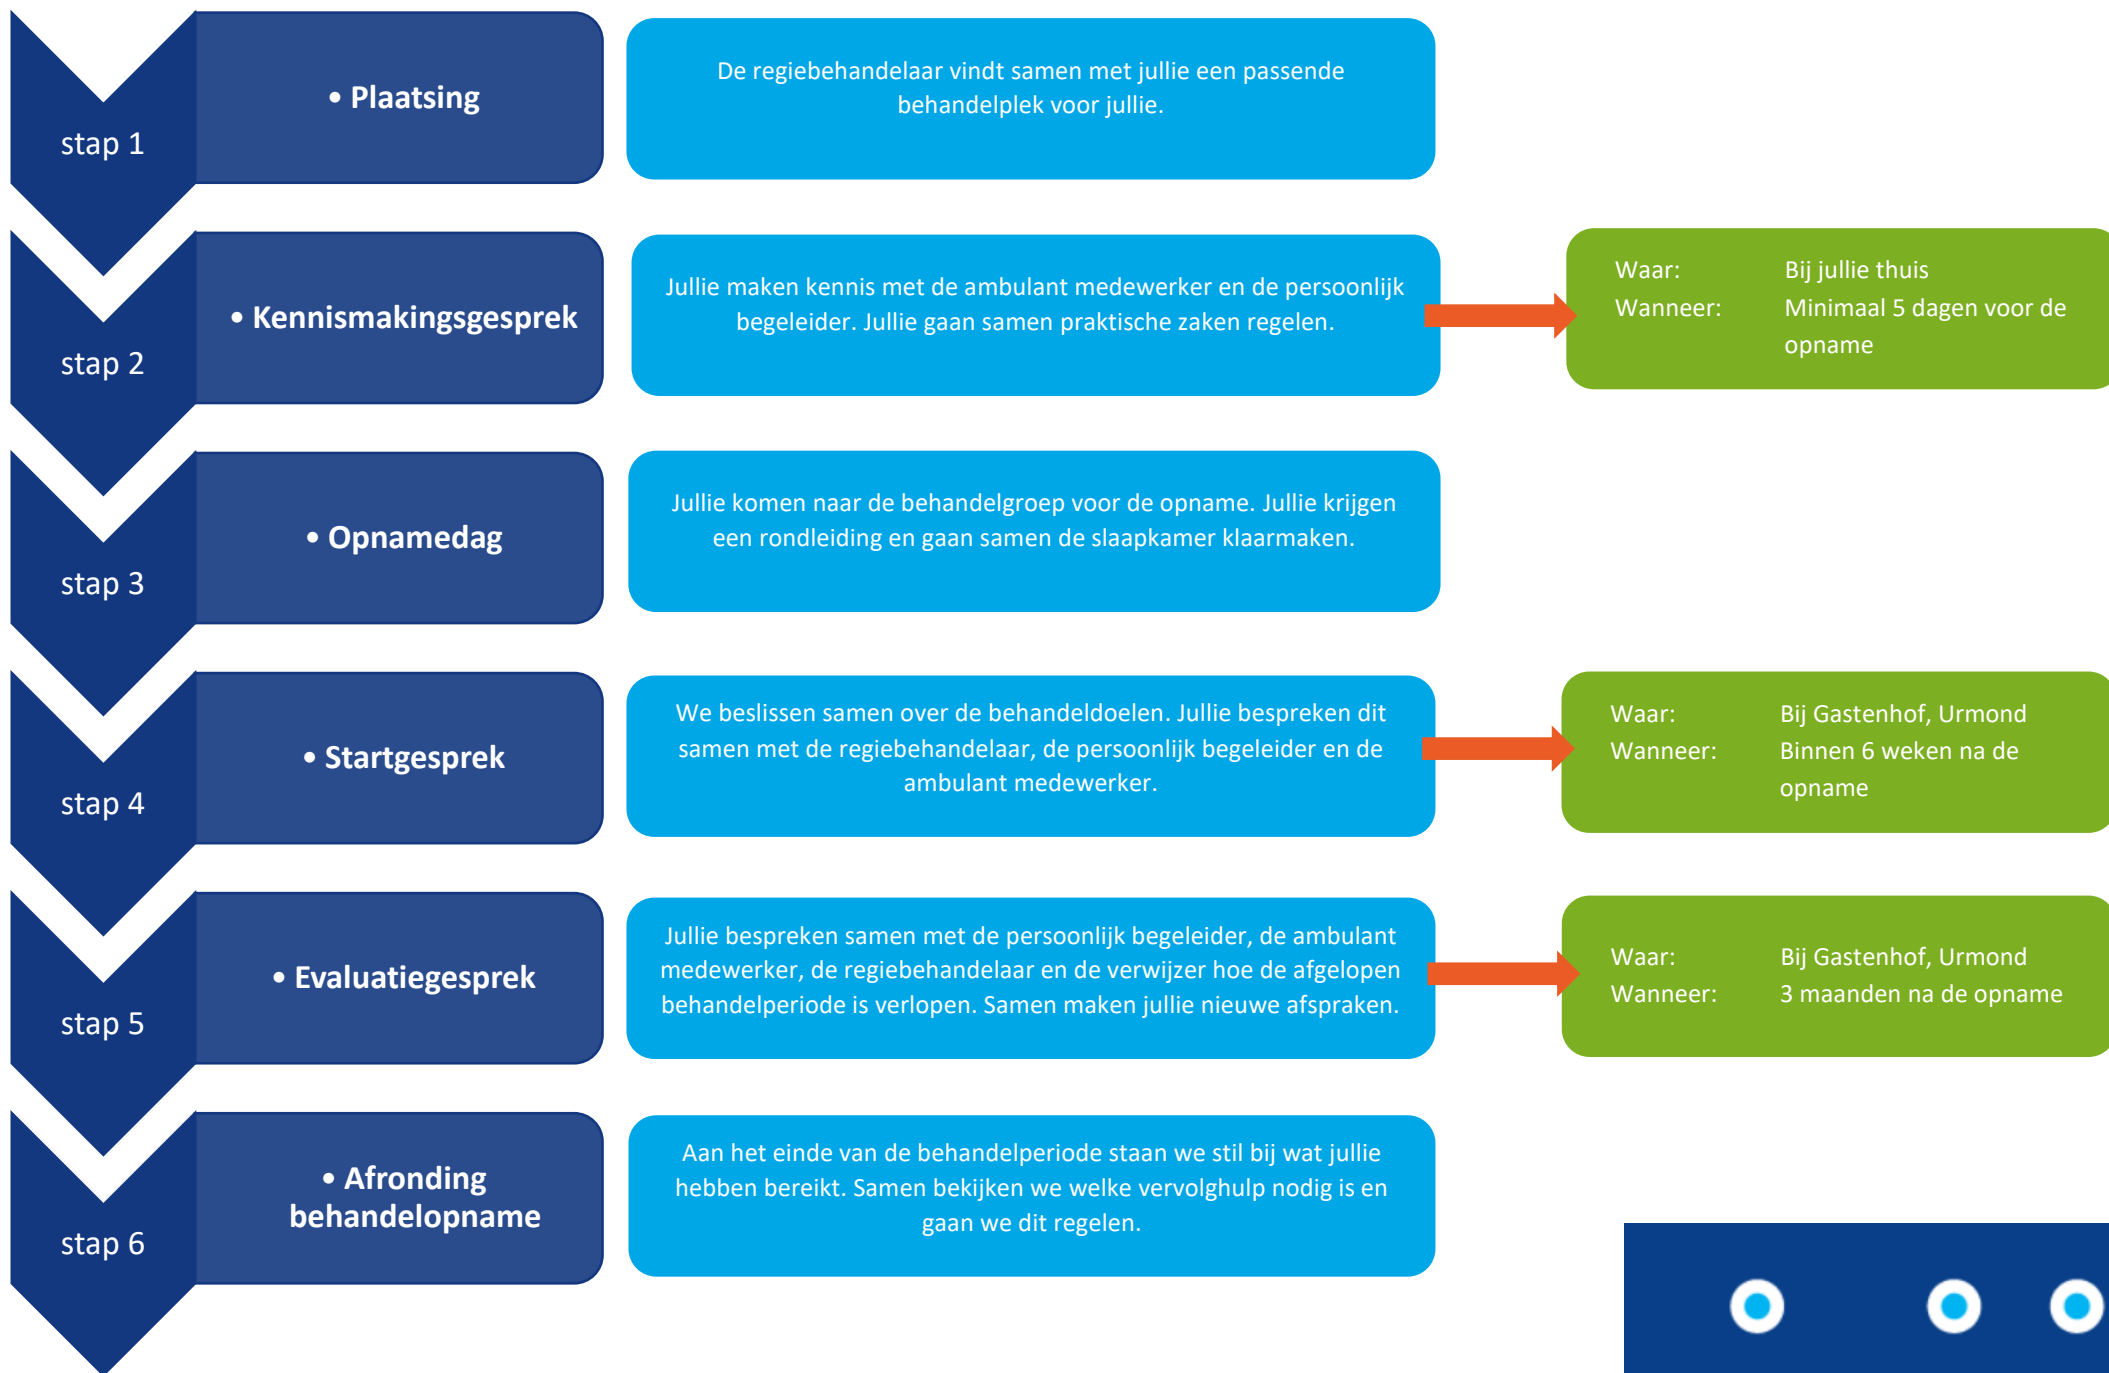 stap 1
• Plaatsing
De regiebehandelaar vindt samen met jullie een passende
behandelplek voor jullie.
stap 2
• Kennismakingsgesprek
Jullie maken kennis met de ambulant medewerker en de persoonlijk
begeleider. Jullie gaan samen praktische zaken regelen.
Waar: Bij jullie thuis
Wanneer: Minimaal 5 dagen voor de
opname
stap 3
• Opnamedag
Jullie komen naar de behandelgroep voor de opname. Jullie krijgen
een rondleiding en gaan samen de slaapkamer klaarmaken.
stap 4
• Startgesprek
We beslissen samen over de behandeldoelen. Jullie bespreken dit
samen met de regiebehandelaar, de persoonlijk begeleider en de
ambulant medewerker.
Waar: Bij Gastenhof, Urmond
Wanneer: Binnen 6 weken na de
opname
stap 5
• Evaluatiegesprek
Jullie bespreken samen met de persoonlijk begeleider, de ambulant
medewerker, de regiebehandelaar en de verwijzer hoe de afgelopen
behandelperiode is verlopen. Samen maken jullie nieuwe afspraken.
Waar: Bij Gastenhof, Urmond
Wanneer: 3 maanden na de opname
stap 6
• Afronding
behandelopname
Aan het einde van de behandelperiode staan we stil bij wat jullie
hebben bereikt. Samen bekijken we welke vervolghulp nodig is en
gaan we dit regelen.